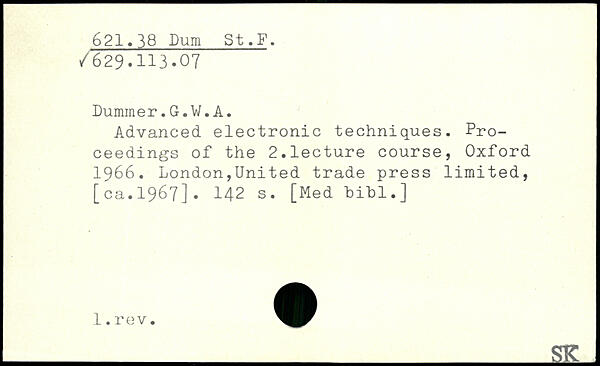 621.38 Dum St.F.
✓629.113.07
Dummer.G.W.A.
Advanced electronic techniques. Pro-
ceedings of the 2.lecture course, Oxford
1966. London,United trade press limited,
[ca.1967]. 142 s. [Med bibl.]
1.rev.
SK